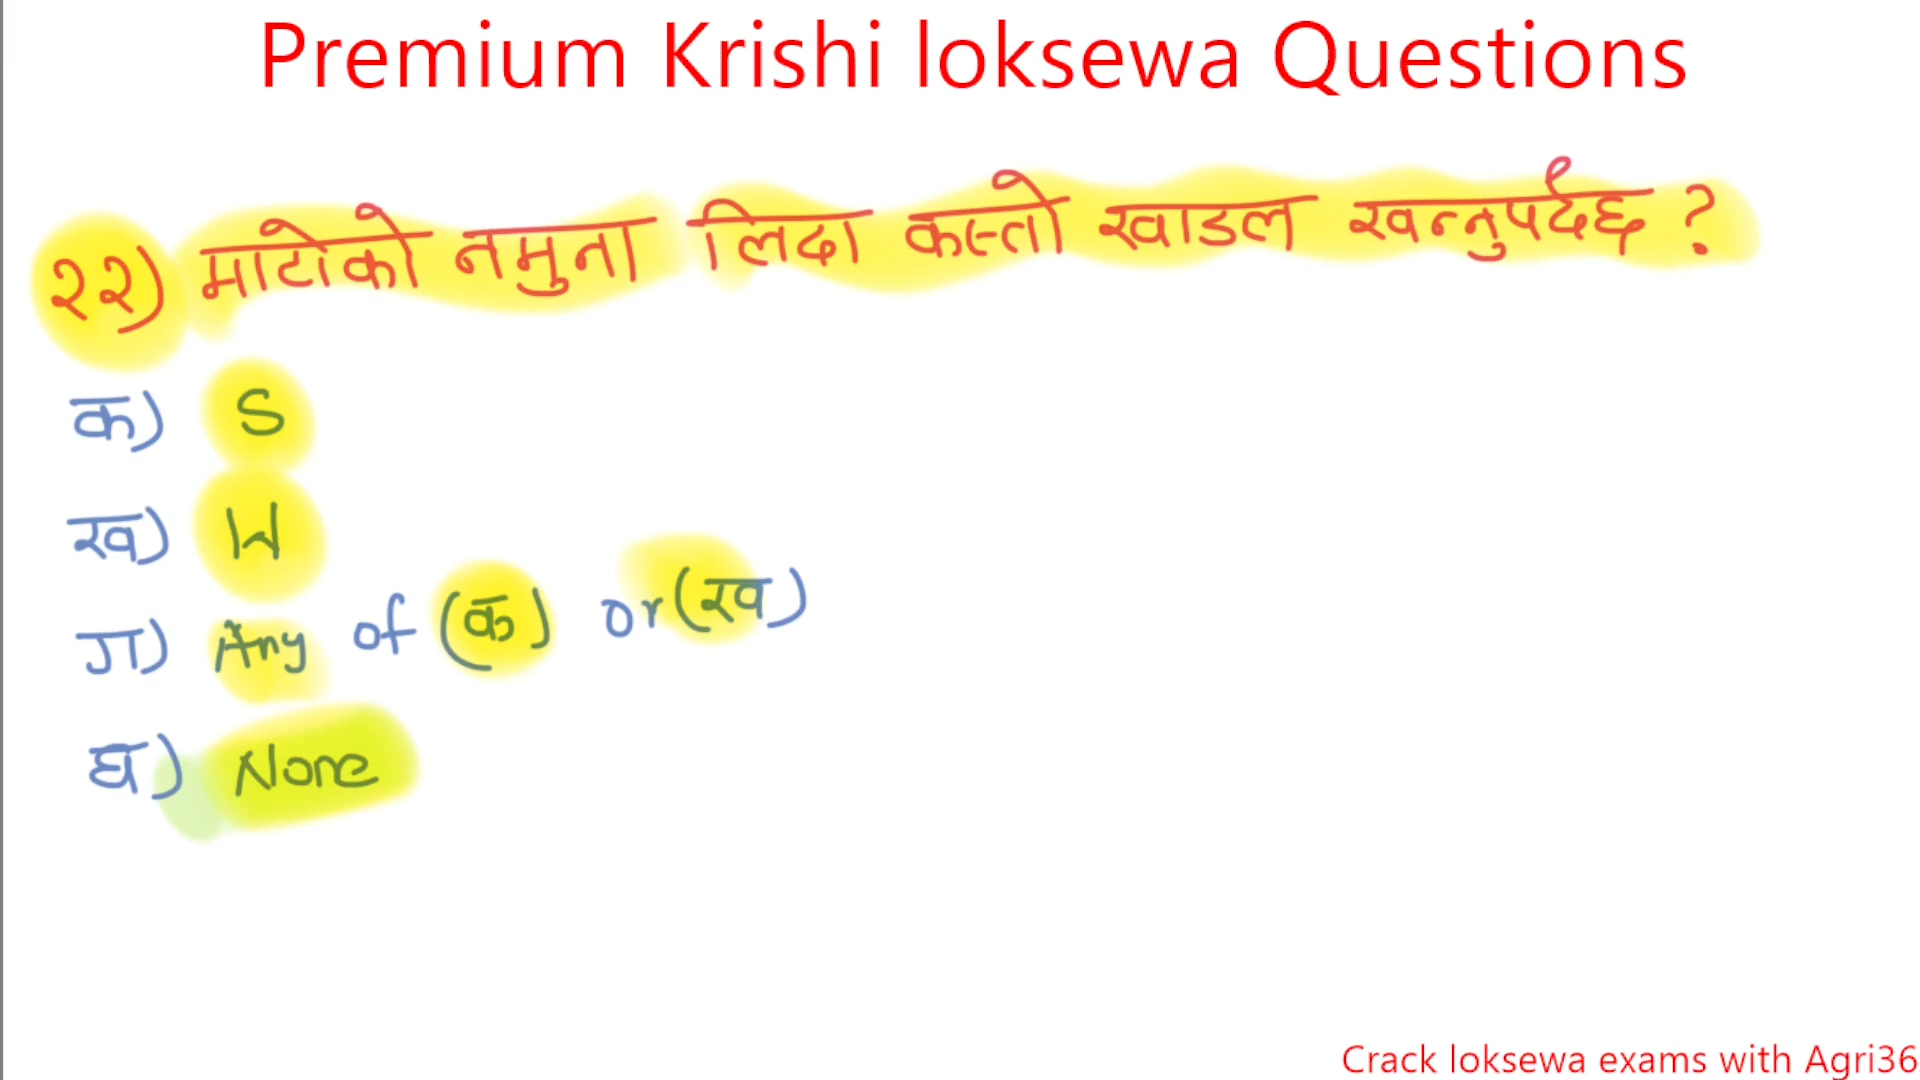 Premium Krishi loksewa Questions
२२) माटोको नमुना लिदा कस्तो खाडल खन्नुपर्दछ ?
क) S
ख) W
ग) Any of (क) or (ख)
घ) None
Crack loksewa exams with Agri36